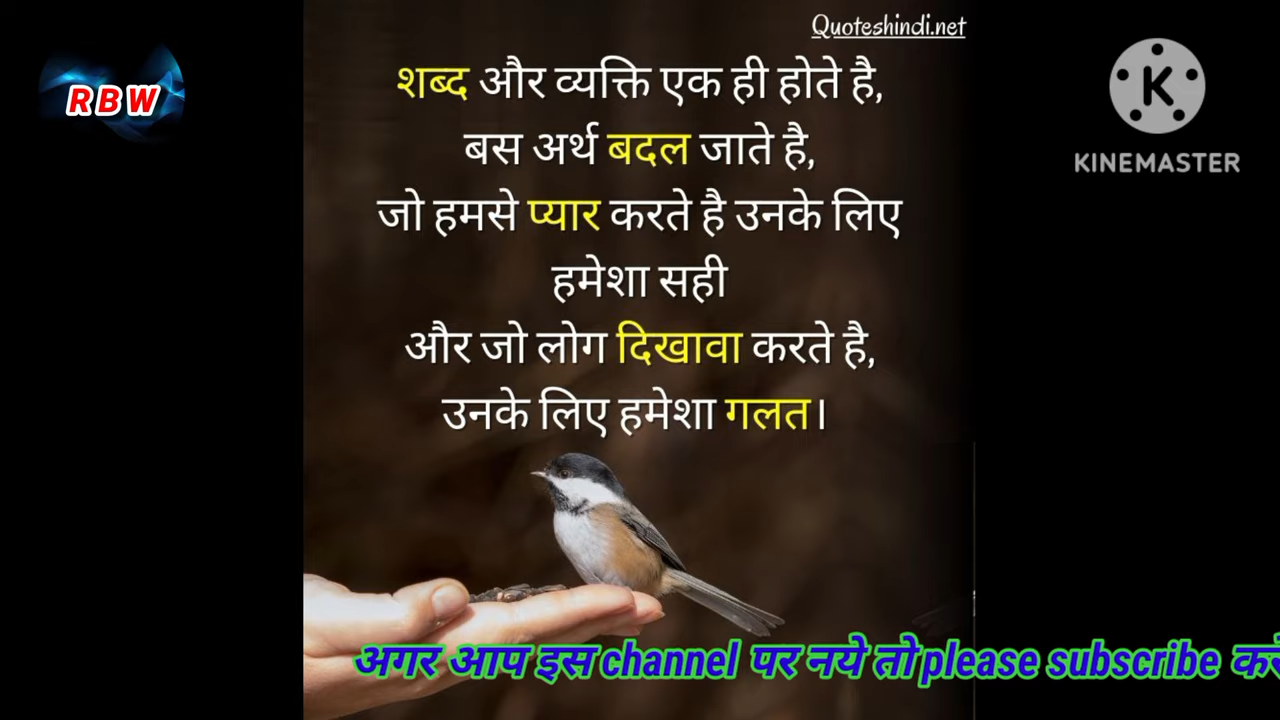 Quoteshindi.net
RBW
KINEMASTER
शब्द और व्यक्ति एक ही होते है,
बस अर्थ बदल जाते है,
जो हमसे प्यार करते है उनके लिए
हमेशा सही
और जो लोग दिखावा करते है,
उनके लिए हमेशा गलत।
अगर आप इस channel पर नये तो please subscribe